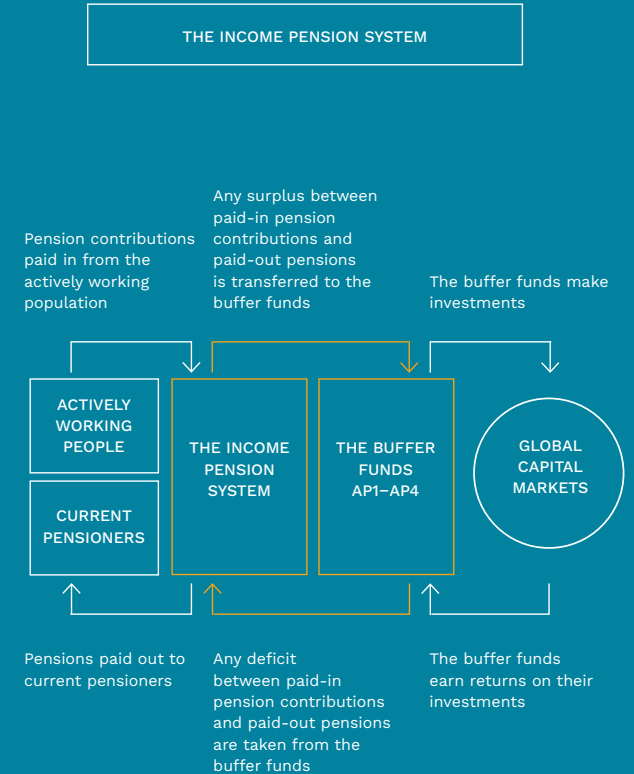 THE INCOME PENSION SYSTEM
Pension contributions
paid in from the
actively working
population
Any surplus between
paid-in pension
contributions and
paid-out pensions
is transferred to the
buffer funds
The buffer funds make
investments
ACTIVELY
WORKING
PEOPLE
CURRENT
PENSIONERS
THE INCOME
PENSION
SYSTEM
THE BUFFER
FUNDS
AP1–AP4
GLOBAL
CAPITAL
MARKETS
Pensions paid out to
current pensioners
Any deficit
between paid-in
pension contributions
and paid-out pensions
are taken from the
buffer funds
The buffer funds
earn returns on their
investments